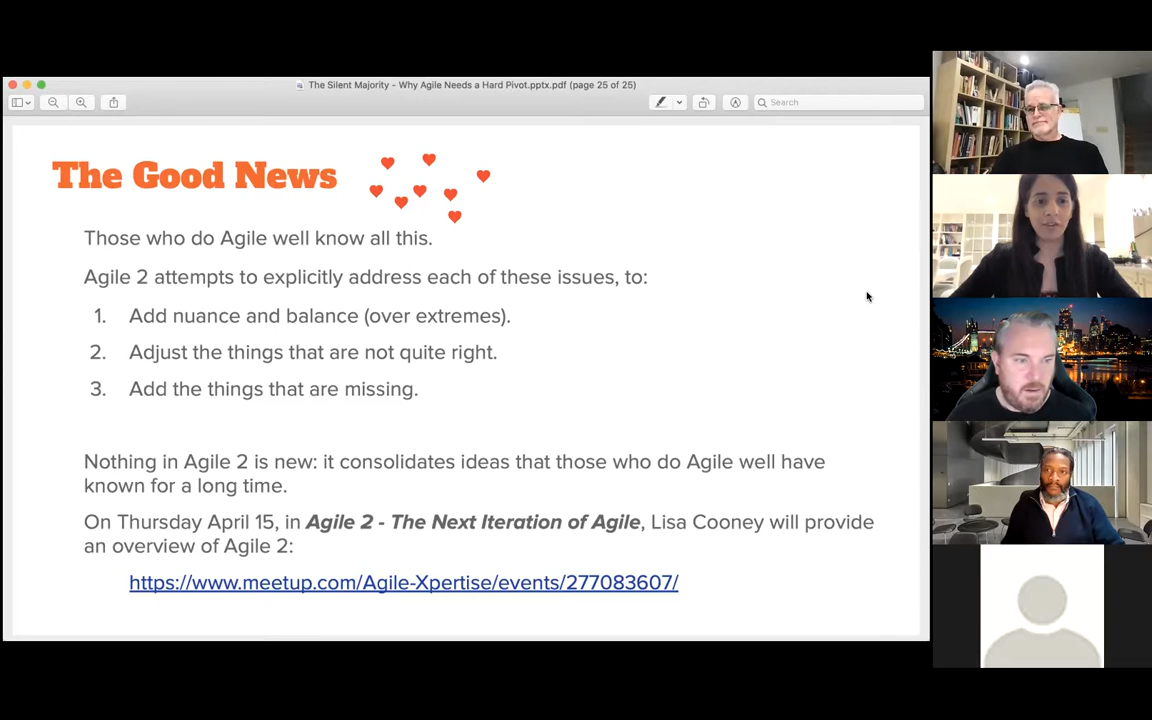 The Silent Majority - Why Agile Needs a Hard Pivot.pptx.pdf (page 25 of 25)
Search
The Good News
Those who do Agile well know all this.
Agile 2 attempts to explicitly address each of these issues, to:
1. Add nuance and balance (over extremes).
2. Adjust the things that are not quite right.
3. Add the things that are missing.
Nothing in Agile 2 is new: it consolidates ideas that those who do Agile well have
known for a long time.
On Thursday April 15, in Agile 2 - The Next Iteration of Agile, Lisa Cooney will provide
an overview of Agile 2:
https://www.meetup.com/Agile-Xpertise/events/277083607/